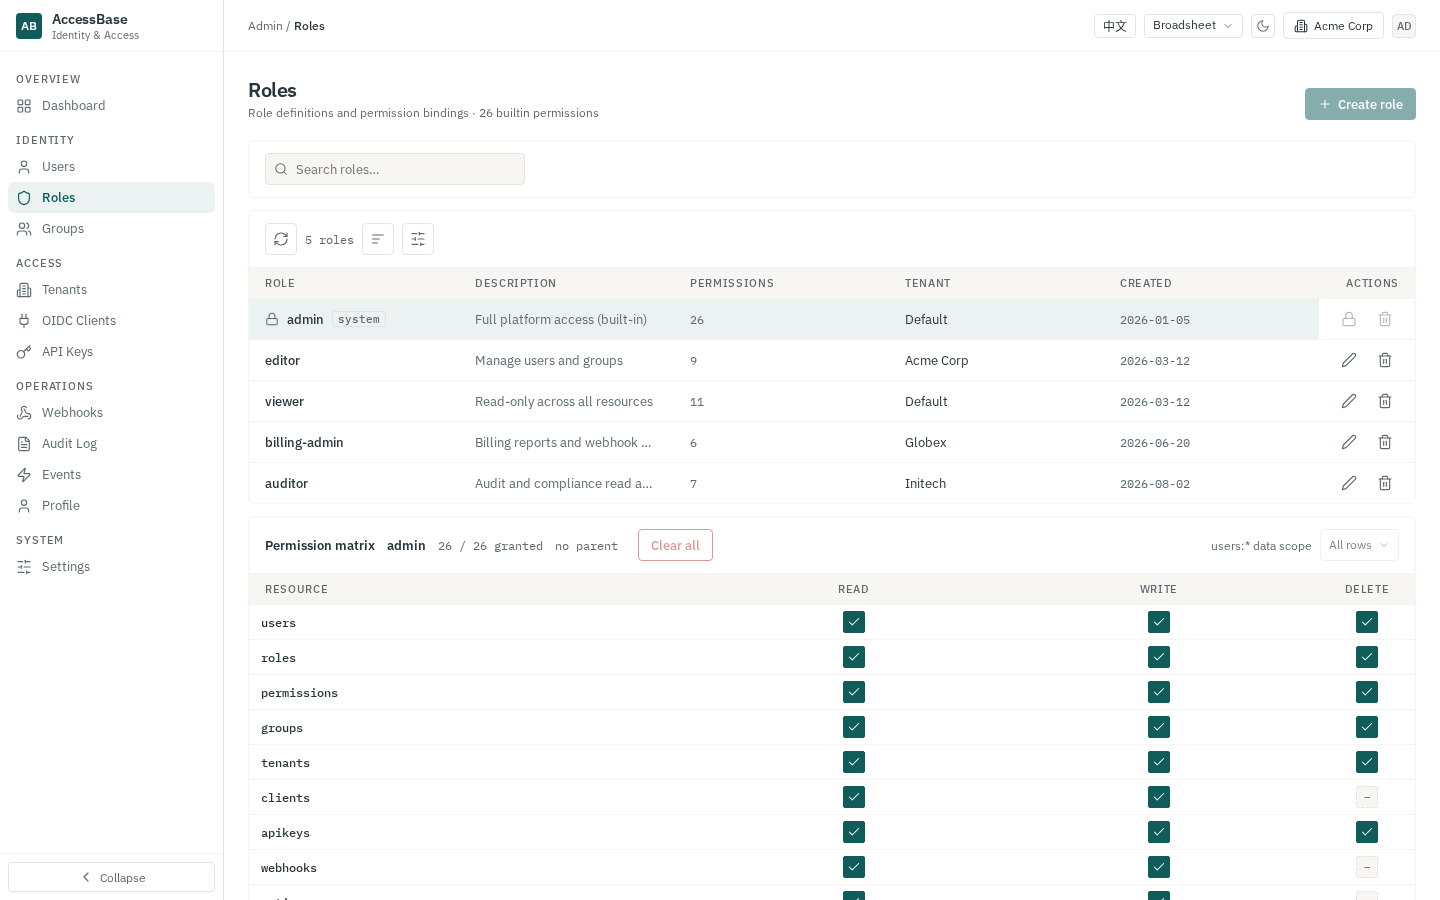 AB
AccessBase
Identity & Access
OVERVIEW
Dashboard
IDENTITY
Users
Roles
Groups
ACCESS
Tenants
OIDC Clients
API Keys
OPERATIONS
Webhooks
Audit Log
Events
Profile
SYSTEM
Settings
Collapse
Admin / Roles
中文
Broadsheet
Acme Corp
AD
Roles
Role definitions and permission bindings · 26 builtin permissions
Create role
Search roles...
5 roles
ROLE DESCRIPTION PERMISSIONS TENANT CREATED ACTIONS
admin system Full platform access (built-in) 26 Default 2026-01-05
editor Manage users and groups 9 Acme Corp 2026-03-12
viewer Read-only across all resources 11 Default 2026-03-12
billing-admin Billing reports and webhook ... 6 Globex 2026-06-20
auditor Audit and compliance read a... 7 Initech 2026-08-02
Permission matrix admin 26 / 26 granted no parent Clear all users:* data scope All rows
RESOURCE READ WRITE DELETE
users
roles
permissions
groups
tenants
clients –
apikeys
webhooks –